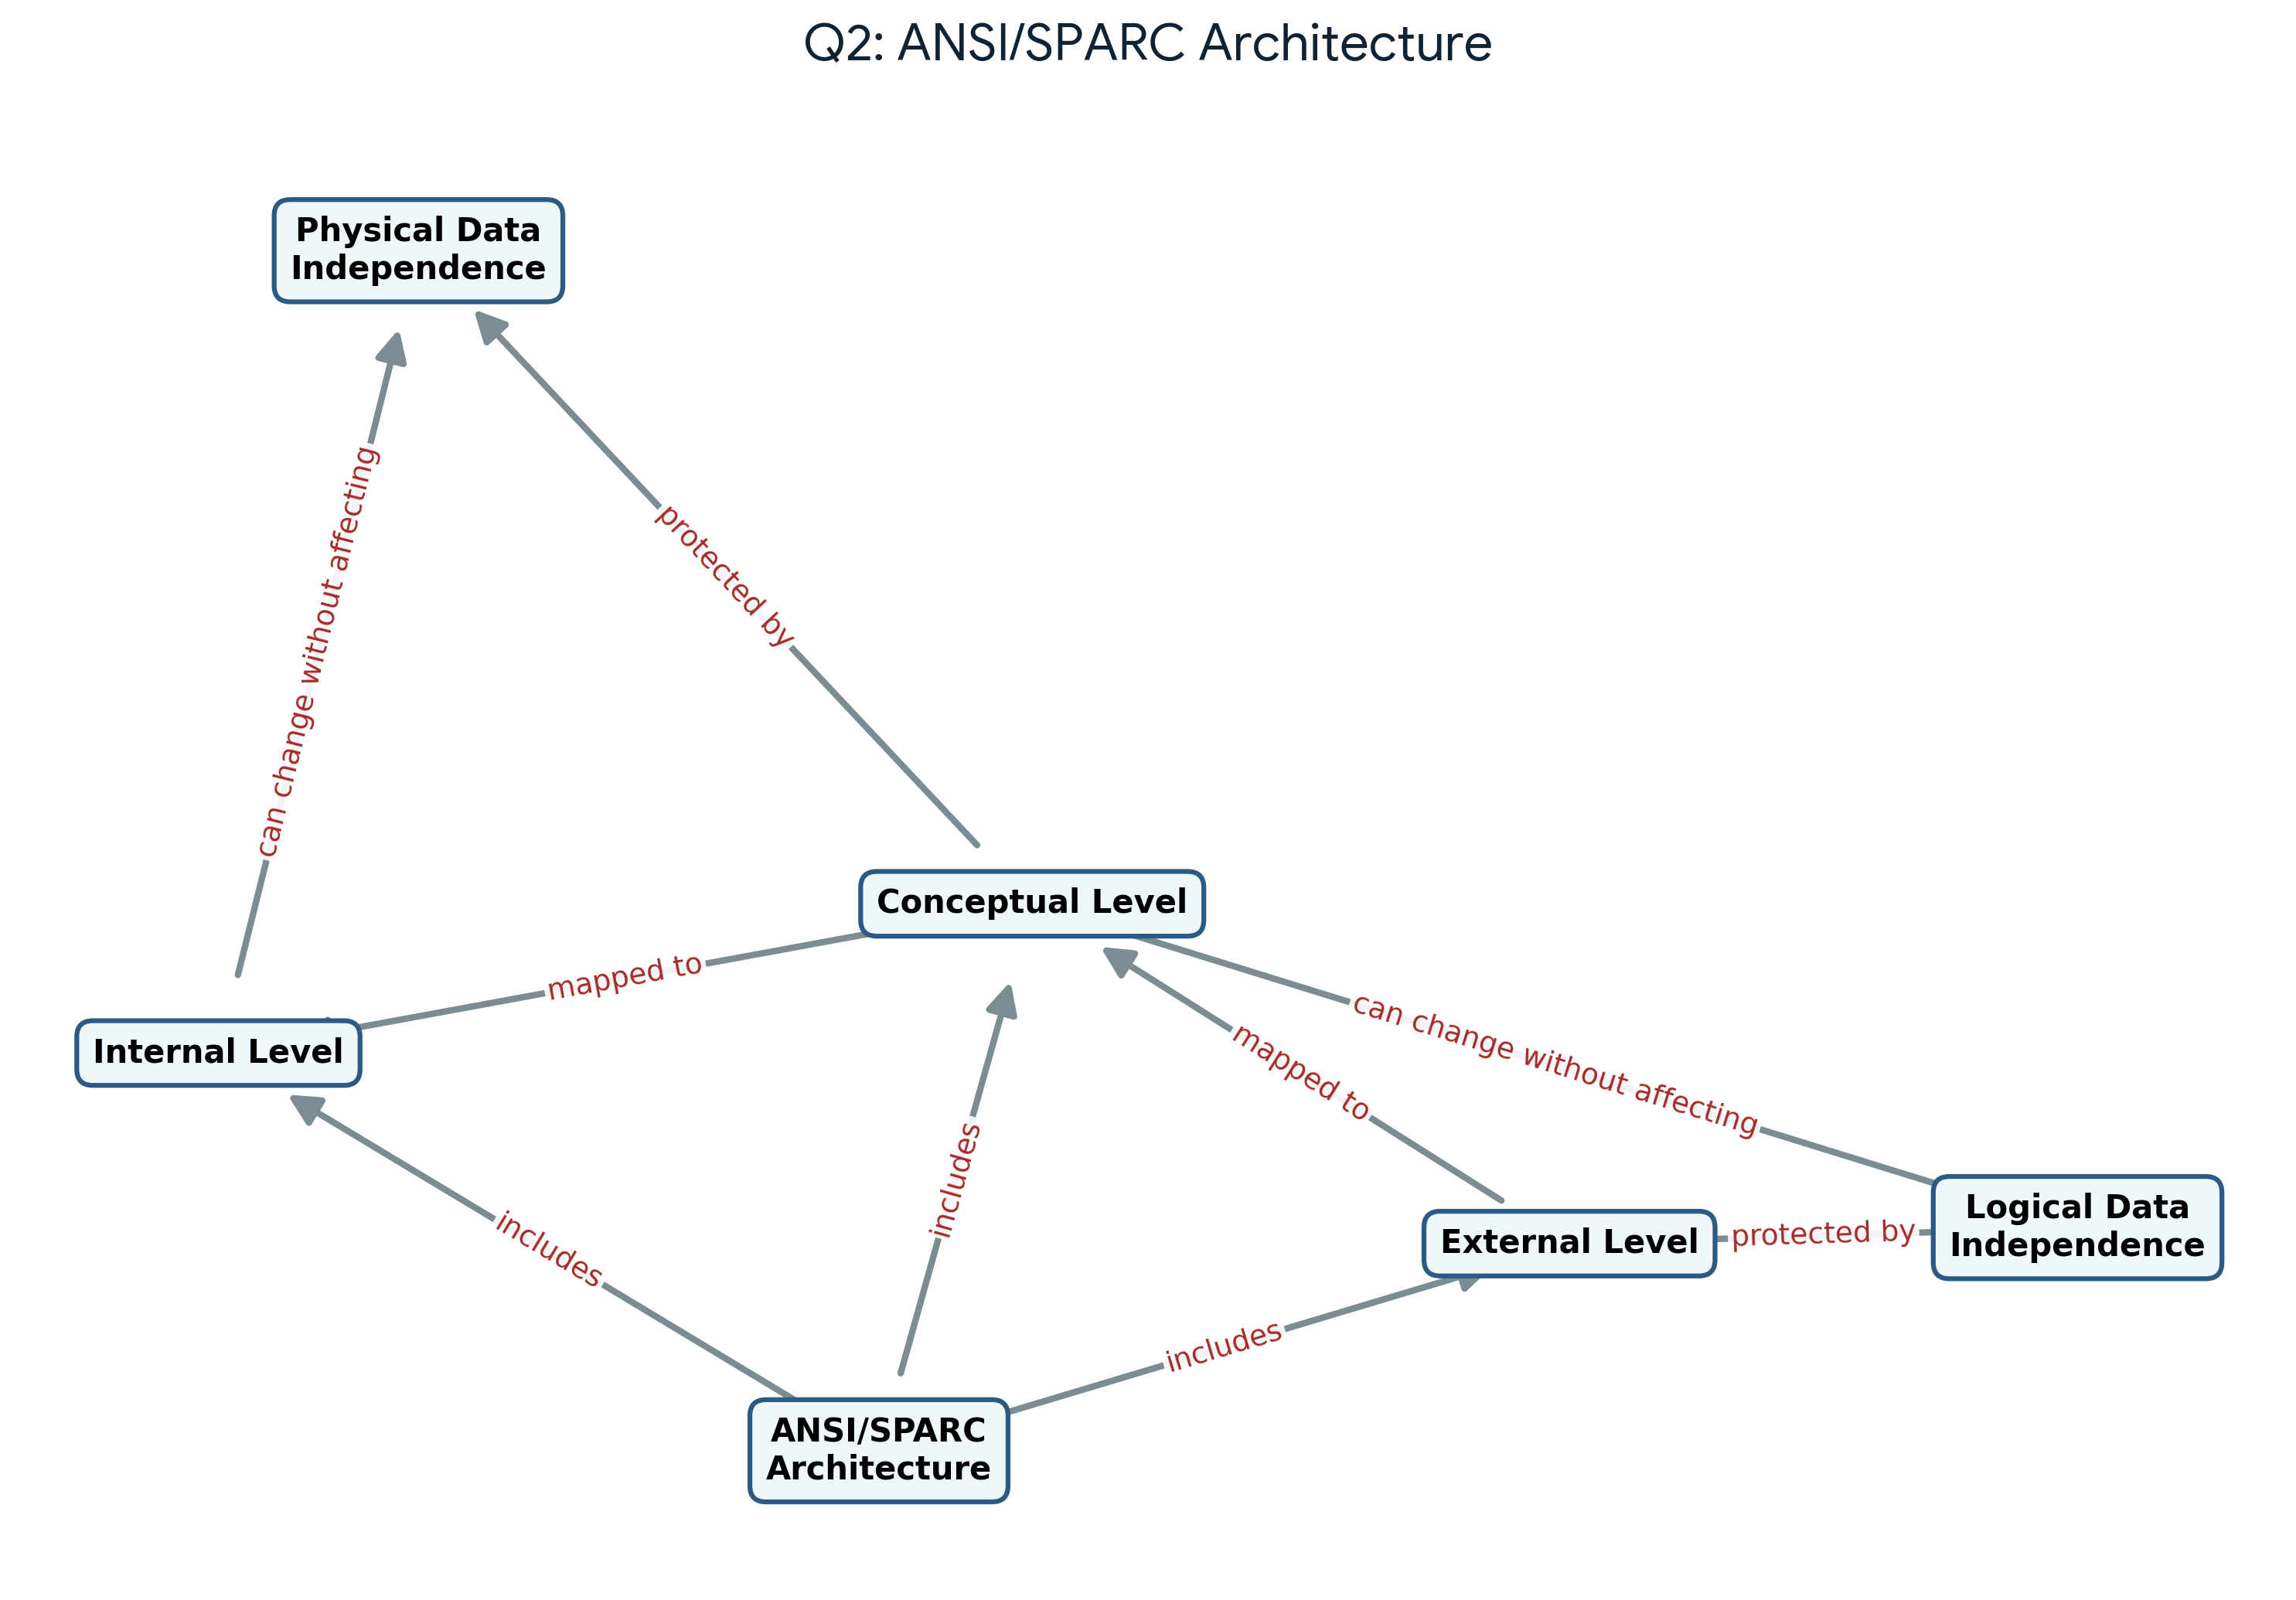 Q2: ANSI/SPARC Architecture
Physical Data
Independence
can change without affecting
protected by
Conceptual Level
mapped to
Internal Level
can change without affecting
mapped to
includes
includes
External Level
protected by
Logical Data
Independence
includes
ANSI/SPARC
Architecture